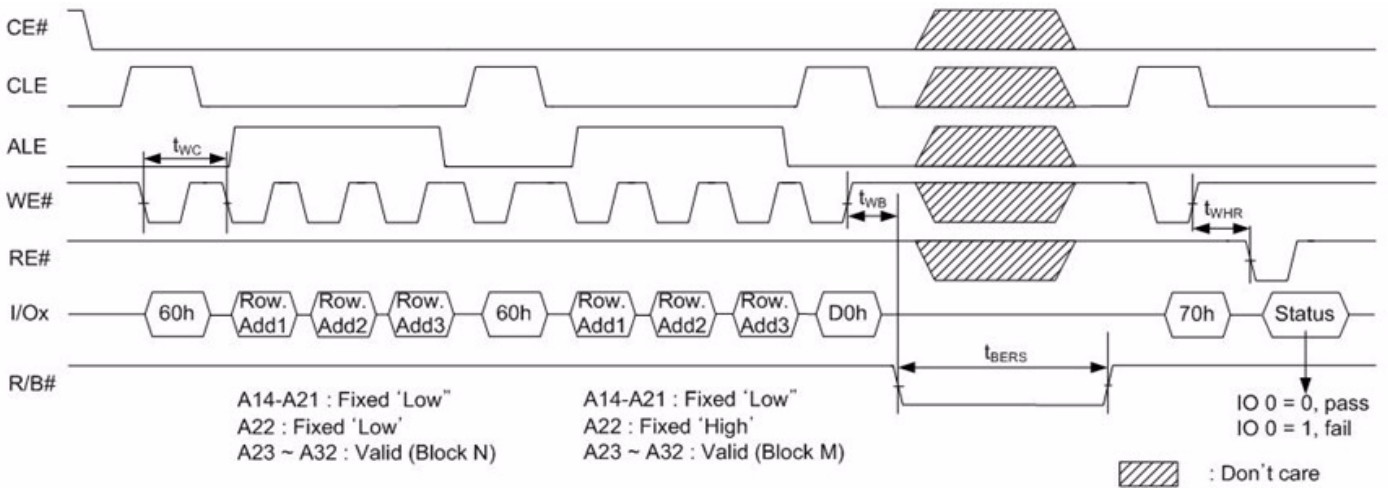 CE#
CLE
ALE
tWC
WE#
tWB
tWHR
RE#
I/Ox
60h
Row. Add1
Row. Add2
Row. Add3
60h
Row. Add1
Row. Add2
Row. Add3
D0h
70h
Status
tBERS
R/B#
A14-A21 : Fixed ‘Low”
A22 : Fixed ‘Low’
A23 ~ A32 : Valid (Block N)
A14-A21 : Fixed ‘Low”
A22 : Fixed ‘High’
A23 ~ A32 : Valid (Block M)
IO 0 = 0, pass
IO 0 = 1, fail
: Don’t care